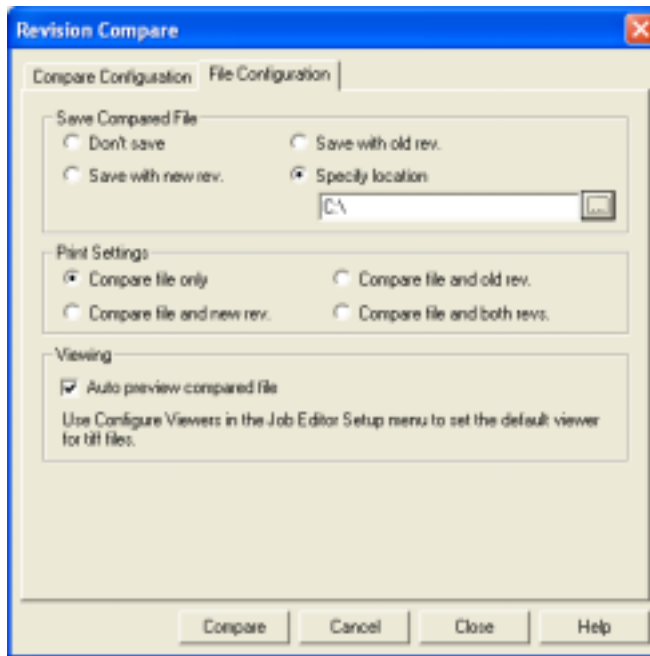 Revision Compare
Compare Configuration File Configuration
Save Compared File
Don't save Save with old rev.
Save with new rev. Specify location
C:\ ...
Print Settings
Compare file only Compare file and old rev.
Compare file and new rev. Compare file and both revs.
Viewing
Auto preview compared file
Use Configure Viewers in the Job Editor Setup menu to set the default viewer
for tiff files.
Compare Cancel Close Help